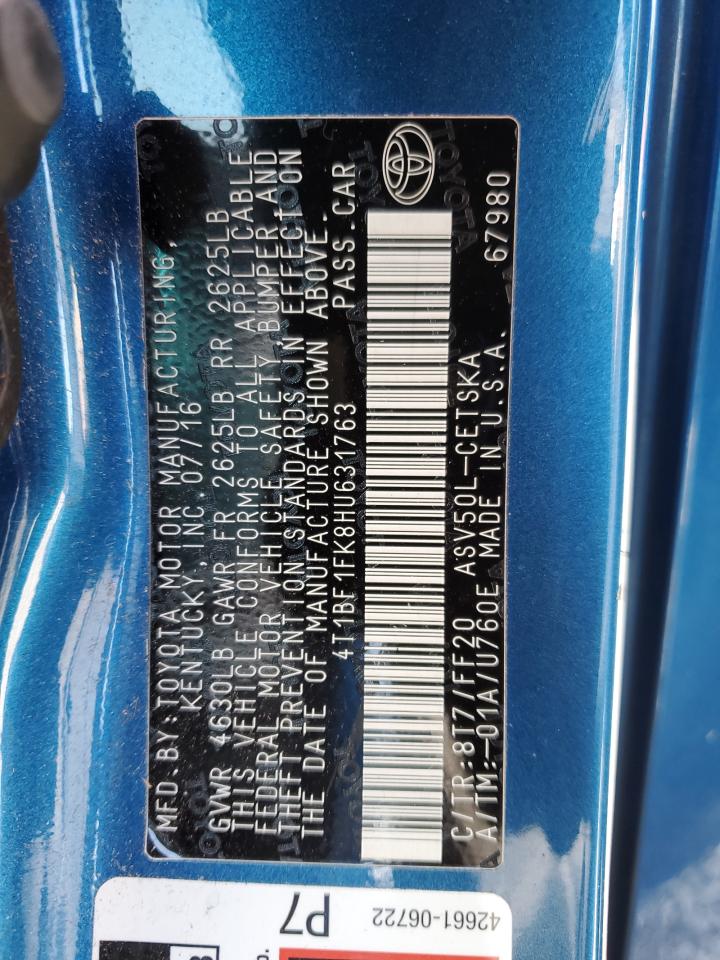 MFD.BY:TOYOTA MOTOR MANUFACTURING,
KENTUCKY,INC.07/16
GVWR 4630LB GAWR FR 2625LB RR 2625LB
THIS VEHICLE CONFORMS TO ALL APPLICABLE
FEDERAL MOTOR VEHICLE SAFETY,BUMPER,AND
THEFT PREVENTION STANDARDS IN EFFECT ON
THE DATE OF MANUFACTURE SHOWN ABOVE.
4T1BF1FK8HU631763 PASS.CAR
C/TR:8T7/FF20 ASV50L-CETSKA 67980
A/TM:-01A/U760E MADE IN U.S.A.
P7
42661-06722